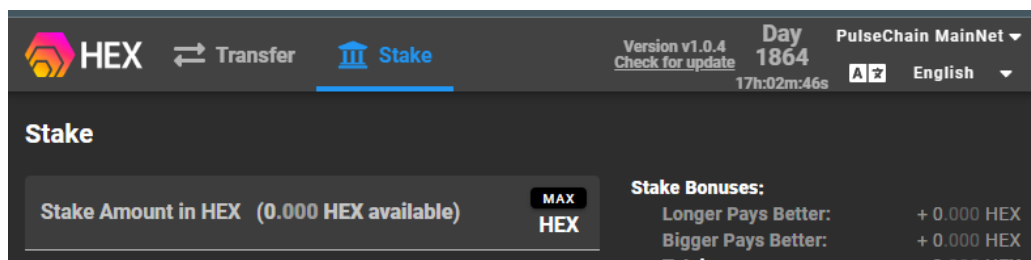 HEX
Transfer
Stake
Version v1.0.4
Check for update
Day
1864
17h:02m:46s
PulseChain MainNet
A
English
Stake
Stake Amount in HEX (0.000 HEX available)
MAX
HEX
Stake Bonuses:
Longer Pays Better: + 0.000 HEX
Bigger Pays Better: + 0.000 HEX